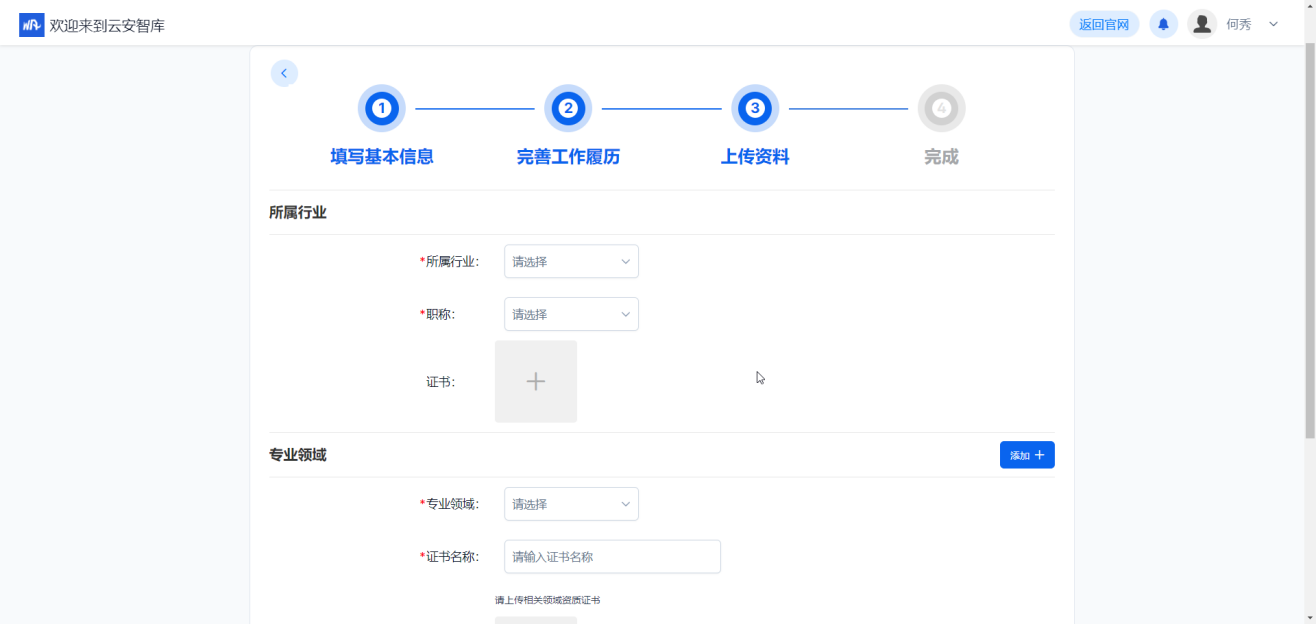 欢迎来到云安智库
返回官网
何秀
1
2
3
4
填写基本信息
完善工作履历
上传资料
完成
所属行业
*所属行业: 请选择
*职称: 请选择
证书:
专业领域
添加
*专业领域: 请选择
*证书名称: 请输入证书名称
请上传相关领域资质证书